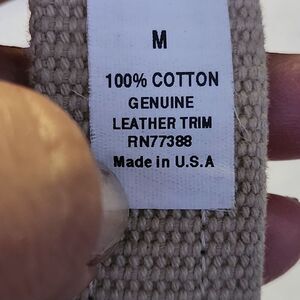 M
100% COTTON
GENUINE
LEATHER TRIM
RN77388
Made in U.S.A